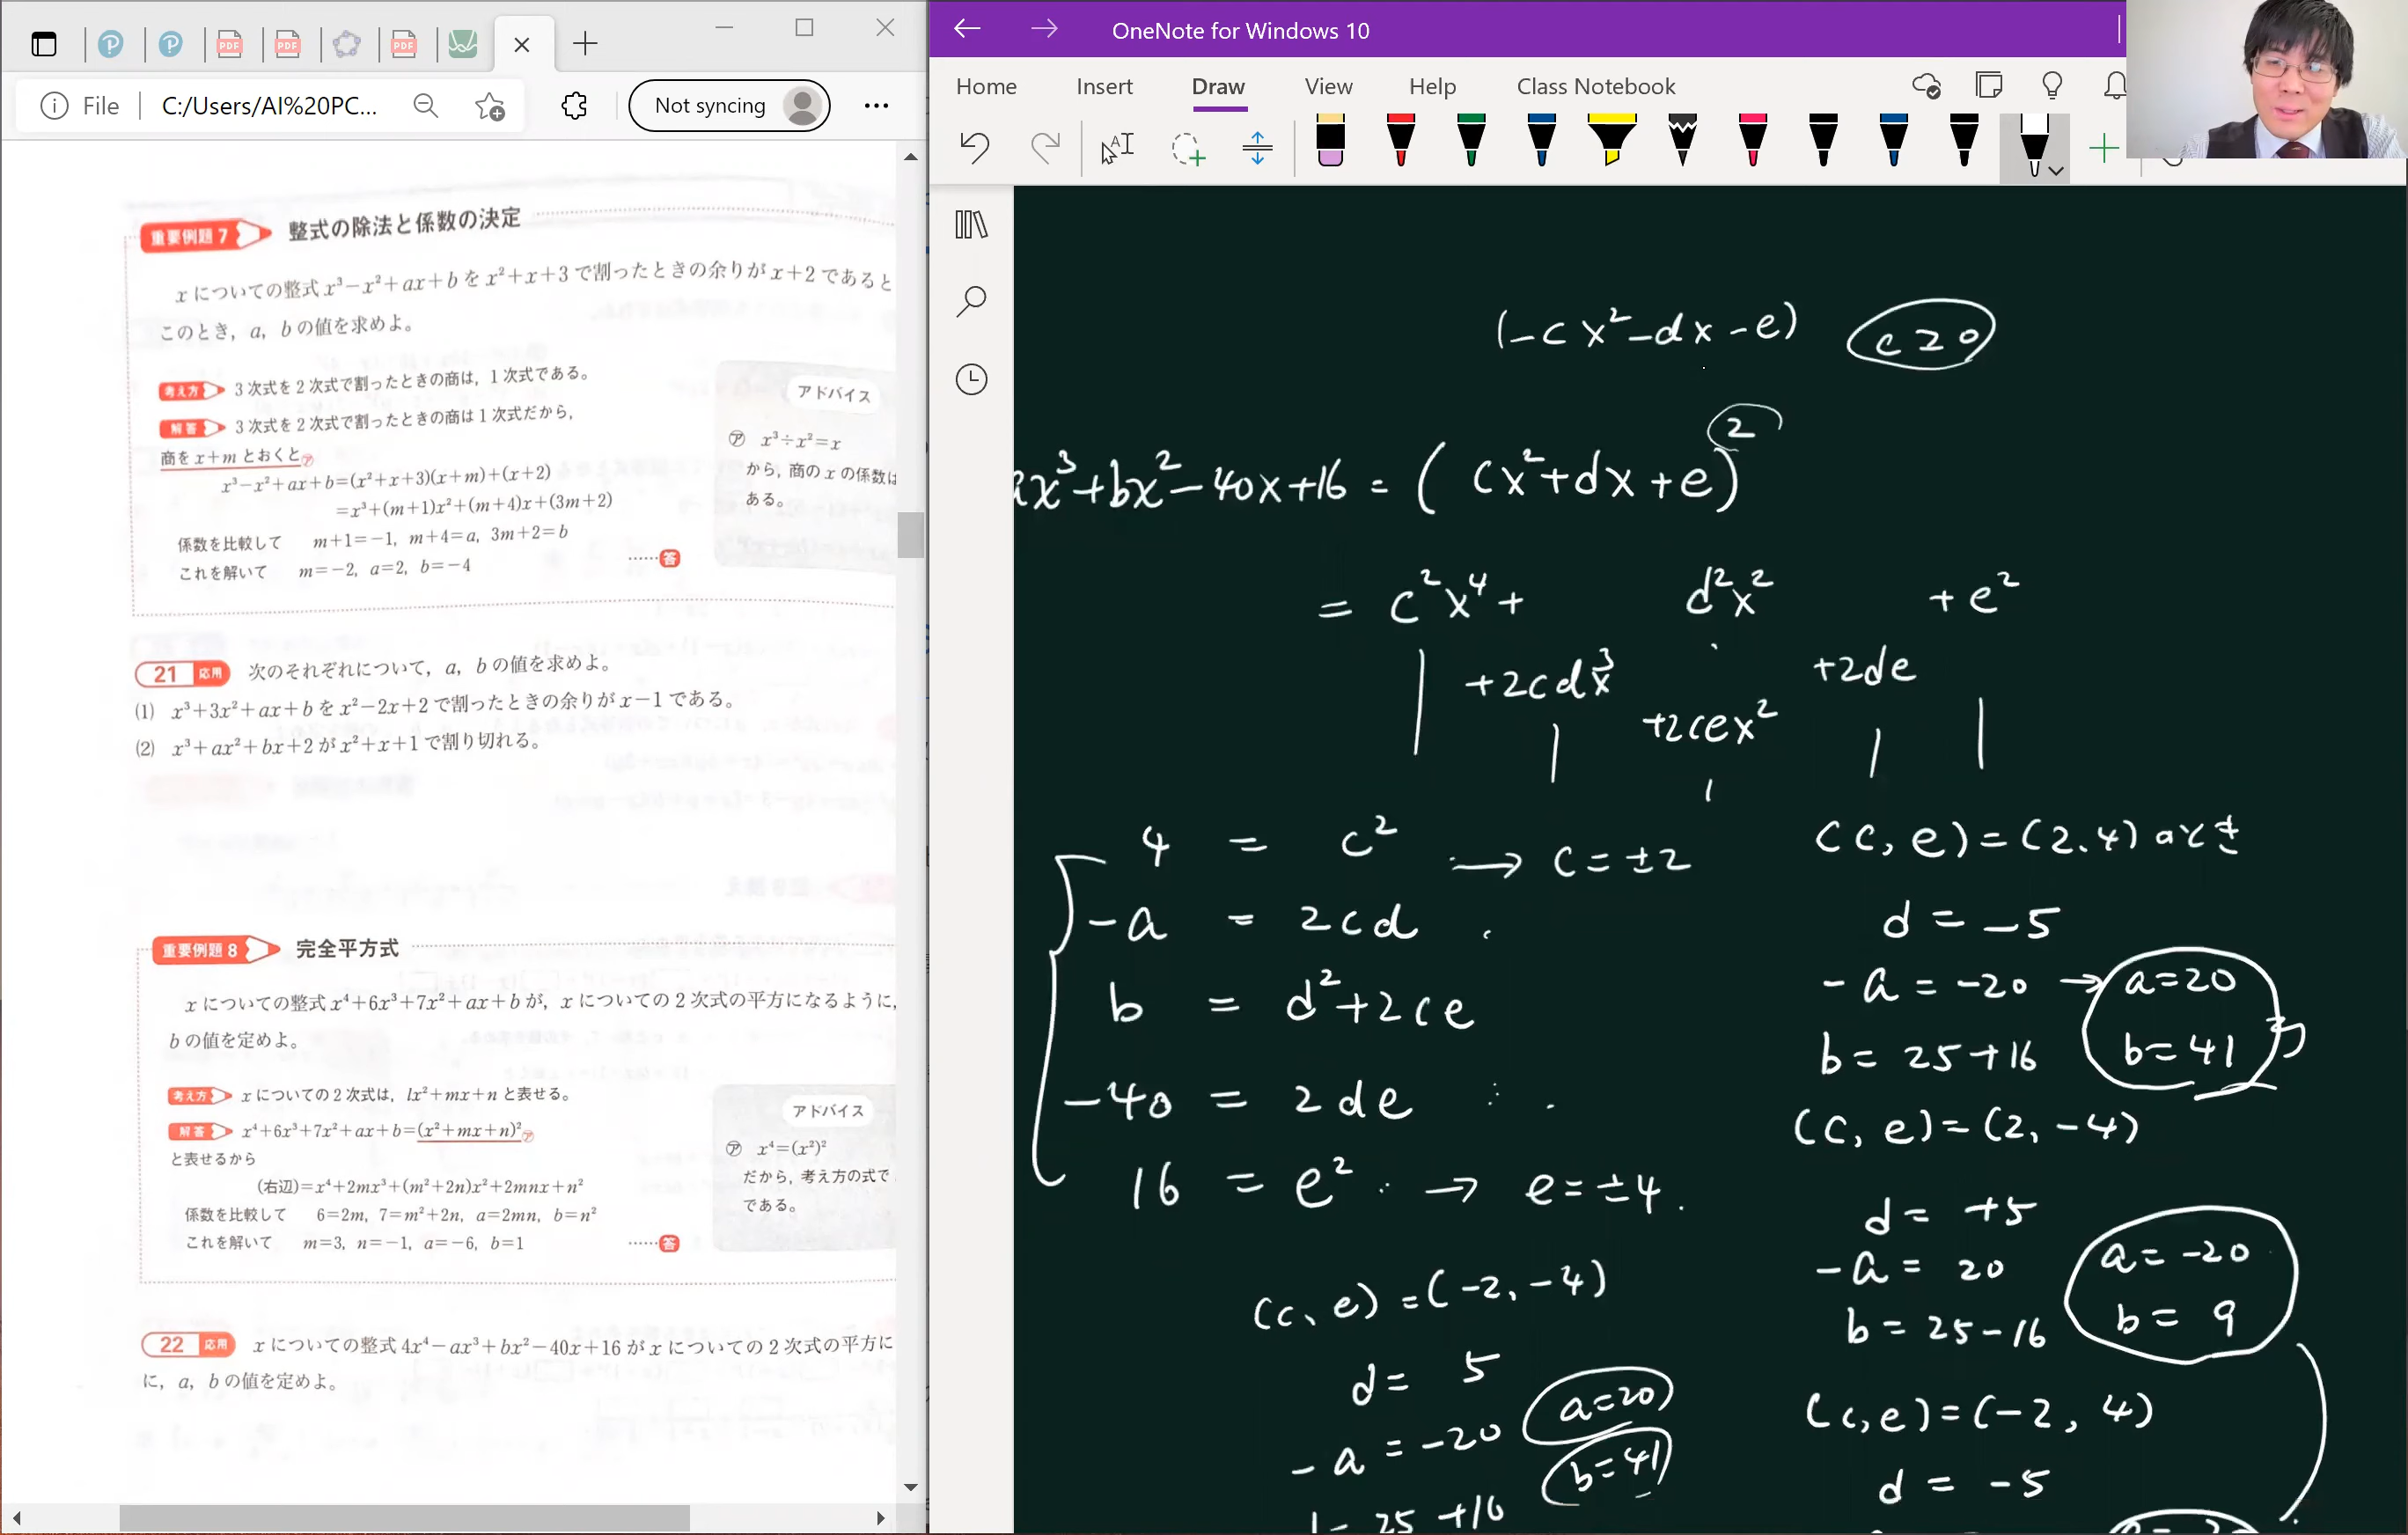 File
C:/Users/AI%20PC...
Not syncing
PDF
PDF
PDF
重要例題 7 整式の除法と係数の決定
xについての整式 x³−x²+ax+b を x²+x+3 で割ったときの余りが x+2 であると
このとき, a, b の値を求めよ。
考え方 3次式を2次式で割ったときの商は, 1次式である。
解答 3次式を2次式で割ったときの商は1次式だから,
商を x+m とおくと㋐
x³−x²+ax+b=(x²+x+3)(x+m)+(x+2)
=x³+(m+1)x²+(m+4)x+(3m+2)
係数を比較して m+1=−1, m+4=a, 3m+2=b
これを解いて m=−2, a=2, b=−4 ……答
アドバイス
㋐ x³÷x²=x
から, 商の x の係数は
ある。
21 応用 次のそれぞれについて, a, b の値を求めよ。
(1) x³+3x²+ax+b を x²−2x+2 で割ったときの余りが x−1 である。
(2) x³+ax²+bx+2 が x²+x+1 で割り切れる。
重要例題 8 完全平方式
xについての整式 x⁴+6x³+7x²+ax+b が, xについての2次式の平方になるように,
b の値を定めよ。
考え方 xについての2次式は, lx²+mx+n と表せる。
解答 x⁴+6x³+7x²+ax+b=(x²+mx+n)²㋐
と表せるから
(右辺)=x⁴+2mx³+(m²+2n)x²+2mnx+n²
係数を比較して 6=2m, 7=m²+2n, a=2mn, b=n²
これを解いて m=3, n=−1, a=−6, b=1 ……答
アドバイス
㋐ x⁴=(x²)²
だから, 考え方の式で
である。
22 応用 xについての整式 4x⁴−ax³+bx²−40x+16 が xについての2次式の平方に
に, a, b の値を定めよ。
OneNote for Windows 10
Home Insert Draw View Help Class Notebook
(−cx²−dx−e) c≥0
x³+bx²−40x+16 = (cx²+dx+e)²
= c²x⁴+ d²x² +e²
+2cdx³ +2de
+2cex²
4 = c² → c=±2
−a = 2cd
b = d²+2ce
−40 = 2de
16 = e² → e=±4.
(c, e)=(−2, −4)
d= 5
−a = −20 a=20
b=41
25 +16
(c, e)=(2.4)
d = −5
−a = −20 → a=20
b= 25+16 b=41
(c, e)=(2, −4)
d= +5
−a= 20 a=−20
b= 25−16 b= 9
(c,e)=(−2, 4)
d = −5